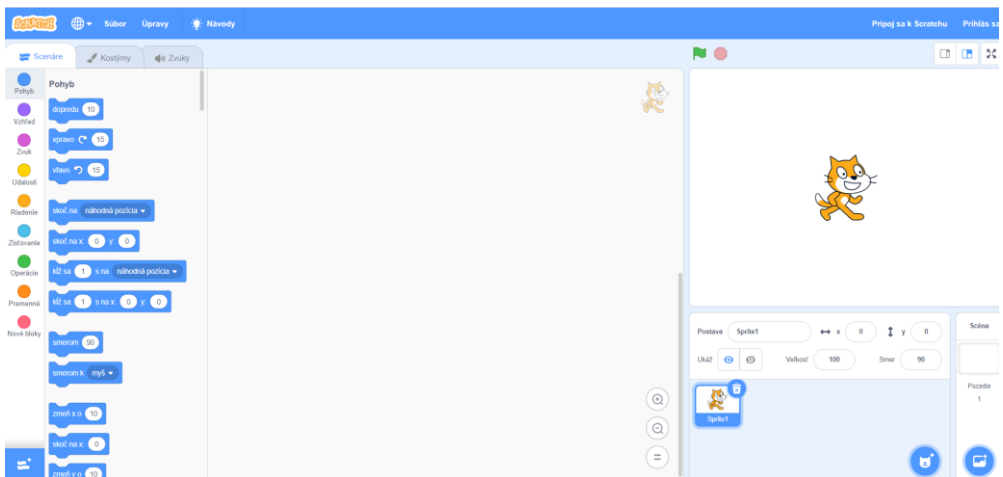 SCRATCH Súbor Úpravy Návody Pripoj sa k Scratchu Prihlás sa
Scenáre Kostýmy Zvuky
Pohyb
Vzhľad
Zvuk
Udalosti
Riadenie
Zisťovanie
Operácie
Premenné
Nové bloky
Pohyb
dopredu 10
vpravo 15
vľavo 15
skoč na náhodná pozícia
skoč na x: 0 y: 0
kĺž sa 1 s na náhodná pozícia
kĺž sa 1 s na x: 0 y: 0
smerom 90
smerom k myš
zmeň x o 10
skoč na x: 0
zmeň y o 10
Postava Sprite1 x 0 y 0
Ukáž Veľkosť 100 Smer 90
Sprite1
Scéna
Pozadia
1